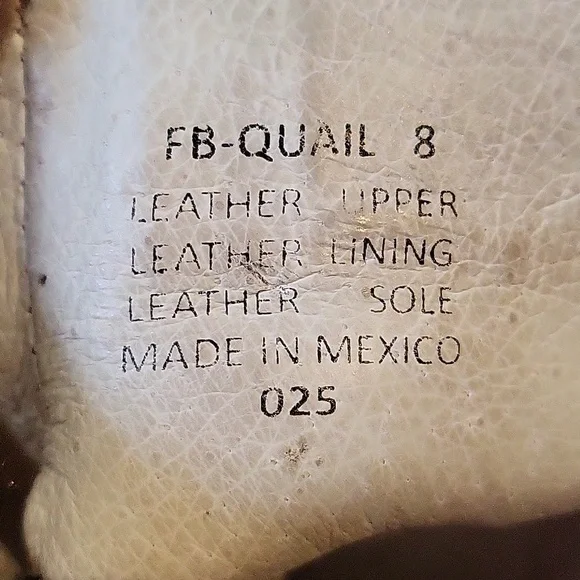 FB-QUAIL 8
LEATHER UPPER
LEATHER LINING
LEATHER SOLE
MADE IN MEXICO
025